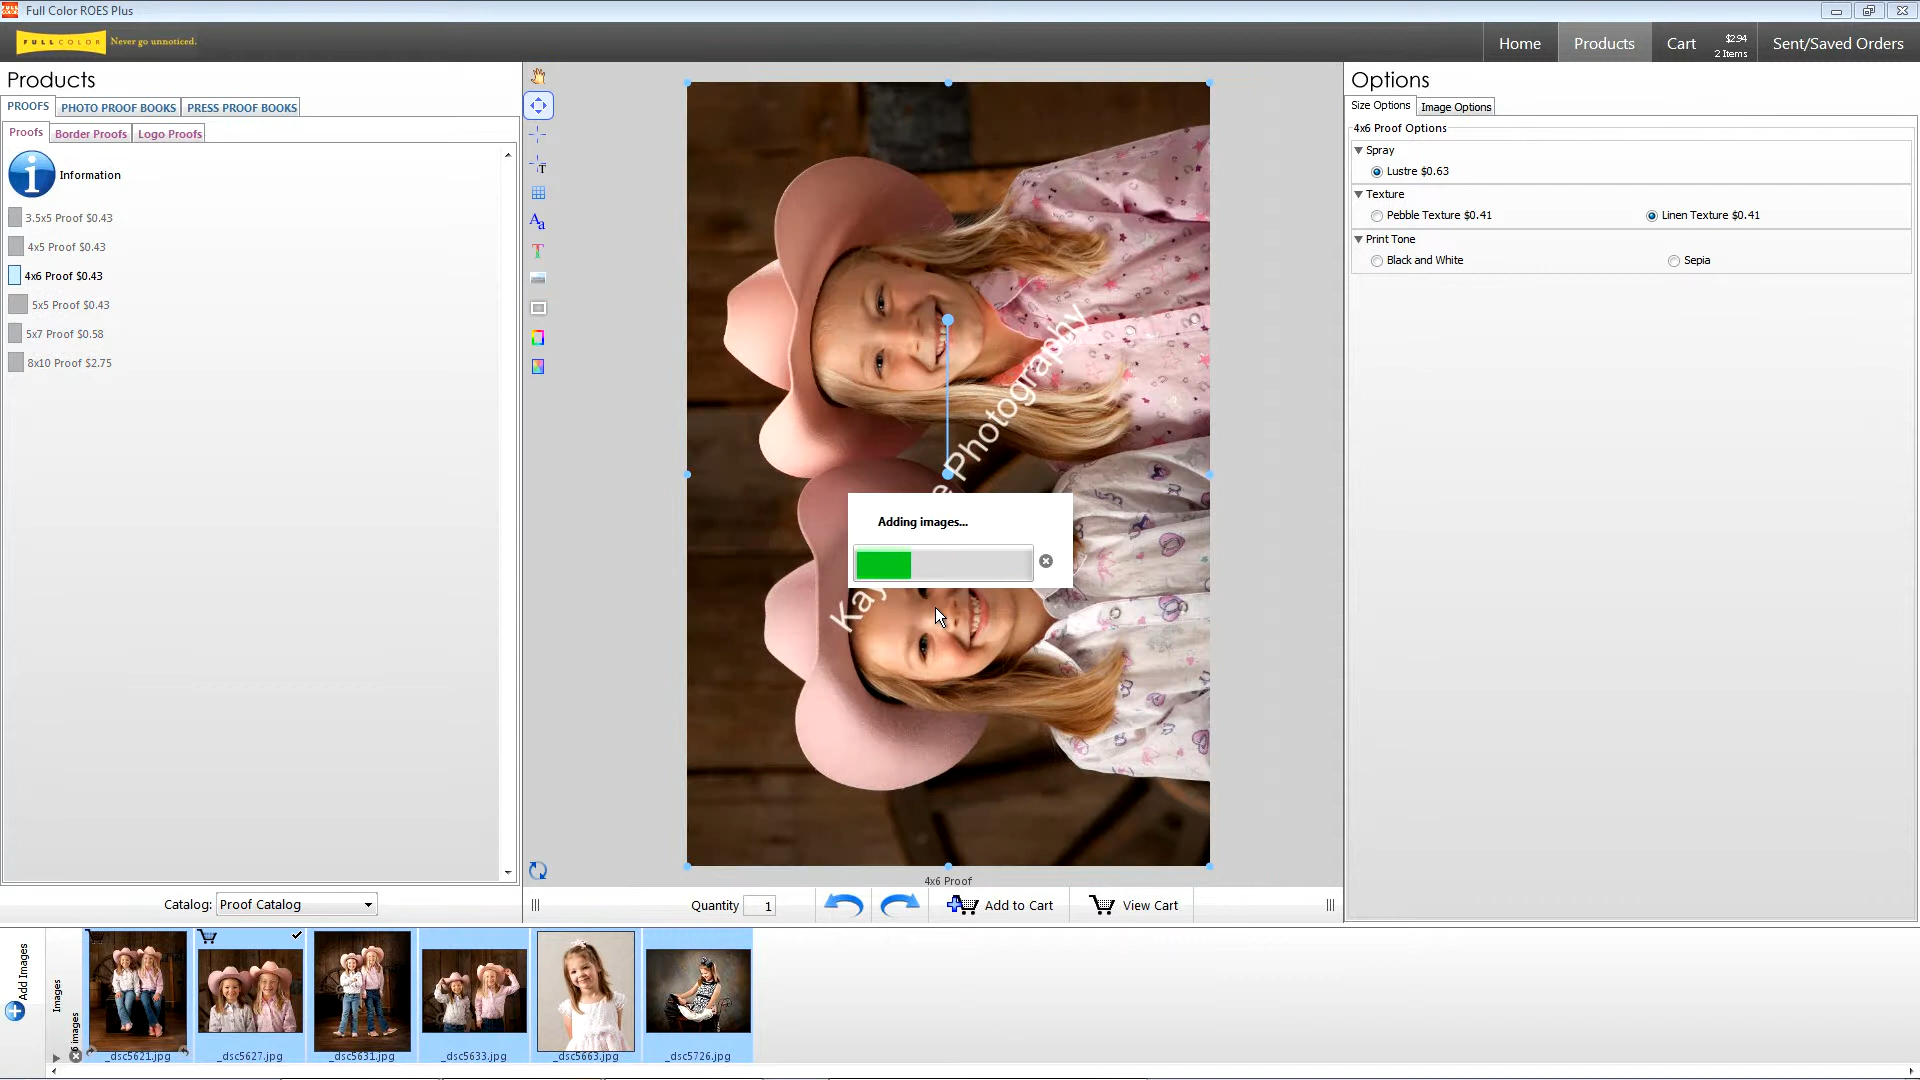 Full Color ROES Plus
FULLCOLOR Never go unnoticed.
Home
Products
Cart
$2.94
2 Items
Sent/Saved Orders
Products
PROOFS
PHOTO PROOF BOOKS
PRESS PROOF BOOKS
Proofs
Border Proofs
Logo Proofs
Information
3.5x5 Proof $0.43
4x5 Proof $0.43
4x6 Proof $0.43
5x5 Proof $0.43
5x7 Proof $0.58
8x10 Proof $2.75
Catalog: Proof Catalog
Photography
Kay
Adding images...
4x6 Proof
Quantity 1
Add to Cart
View Cart
Options
Size Options
Image Options
4x6 Proof Options
Spray
Lustre $0.63
Texture
Pebble Texture $0.41
Linen Texture $0.41
Print Tone
Black and White
Sepia
Add Images
Images
6 images
_dsc5621.jpg
_dsc5627.jpg
_dsc5631.jpg
_dsc5633.jpg
_dsc5663.jpg
_dsc5726.jpg